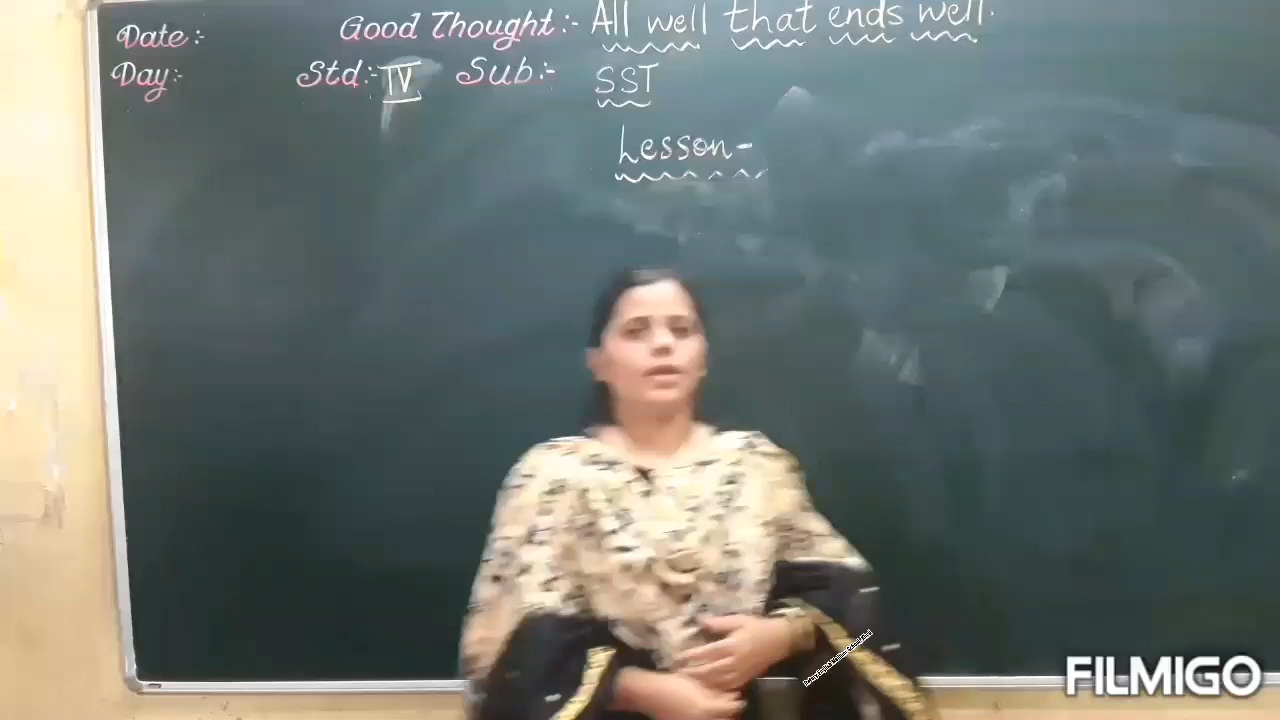 Date:- Good Thought:- All well that ends well.
Day:- Std:- IV Sub:- SST
Lesson-
FILMIGO